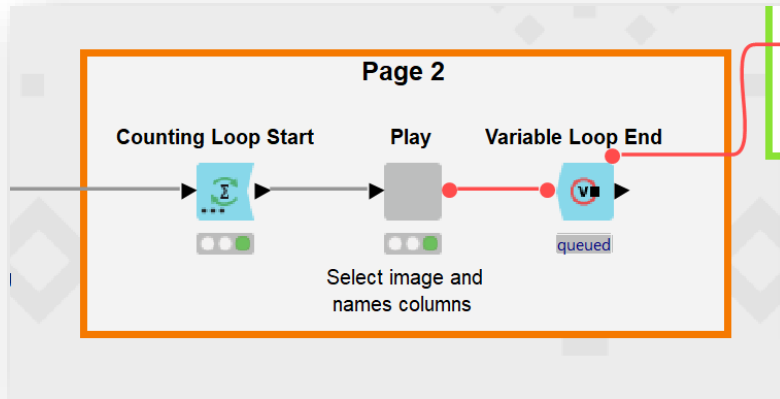 Page 2
Counting Loop Start
Play
Variable Loop End
Σ
V
queued
Select image and
names columns